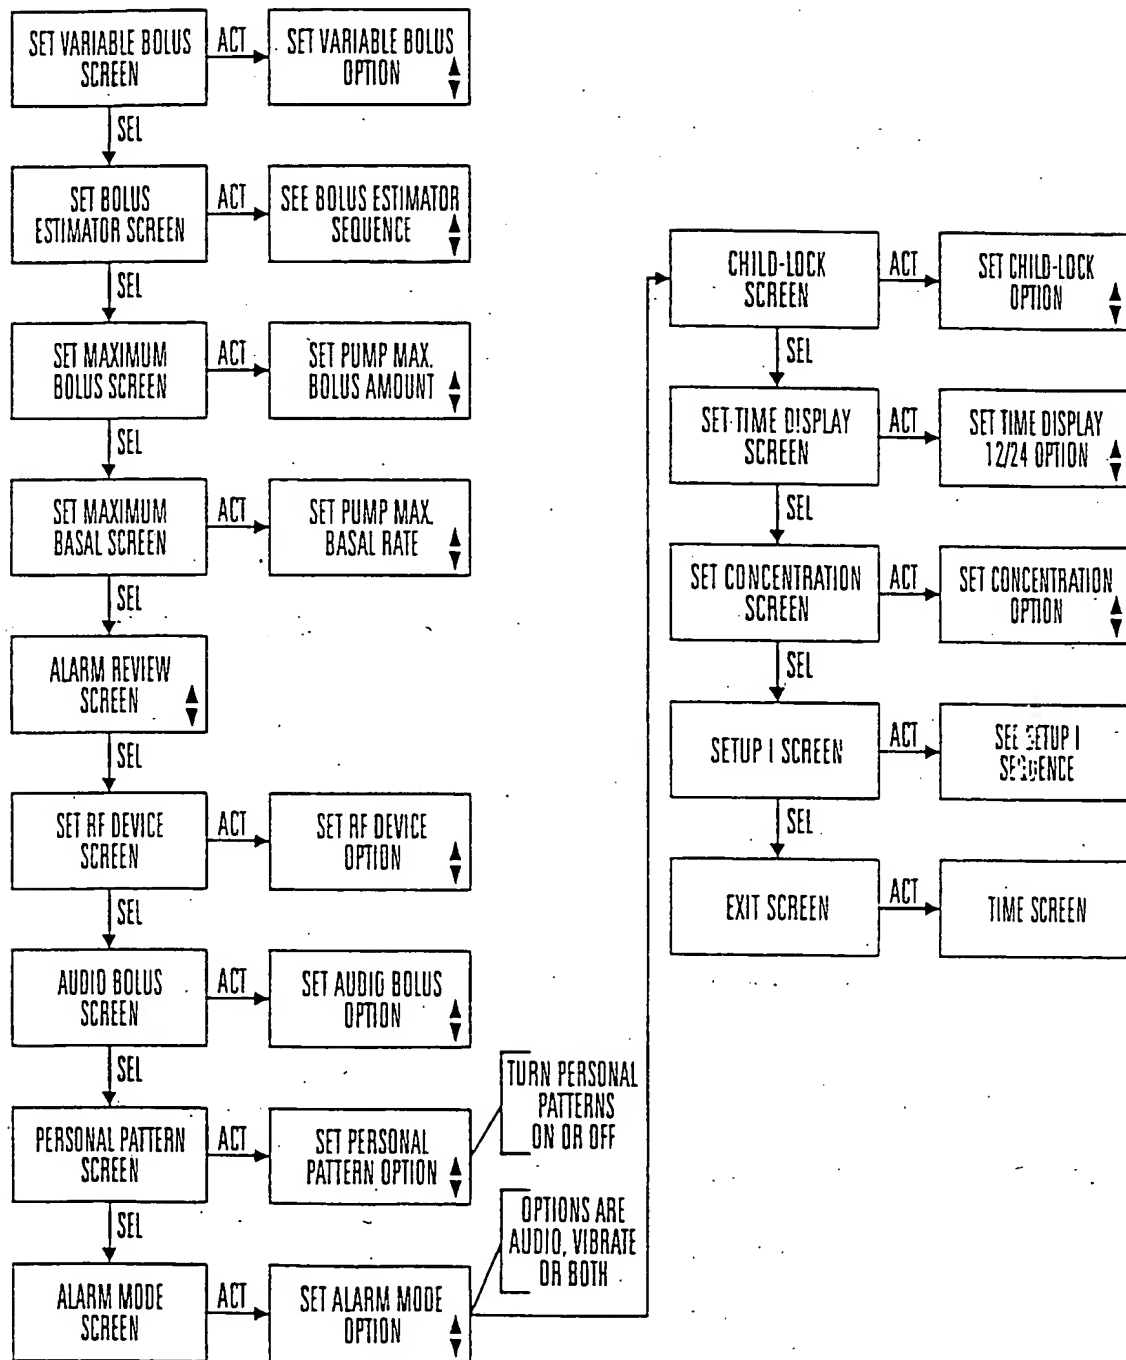 SET VARIABLE BOLUS
SCREEN
ACT
SET VARIABLE BOLUS
OPTION
SEL
SET BOLUS
ESTIMATOR SCREEN
ACT
SEE BOLUS ESTIMATOR
SEQUENCE
SEL
SET MAXIMUM
BOLUS SCREEN
ACT
SET PUMP MAX.
BOLUS AMOUNT
SEL
SET MAXIMUM
BASAL SCREEN
ACT
SET PUMP MAX.
BASAL RATE
SEL
ALARM REVIEW
SCREEN
SEL
SET RF DEVICE
SCREEN
ACT
SET RF DEVICE
OPTION
SEL
AUDIO BOLUS
SCREEN
ACT
SET AUDIO BOLUS
OPTION
SEL
PERSONAL PATTERN
SCREEN
ACT
SET PERSONAL
PATTERN OPTION
TURN PERSONAL
PATTERNS
ON OR OFF
SEL
ALARM MODE
SCREEN
ACT
SET ALARM MODE
OPTION
OPTIONS ARE
AUDIO, VIBRATE
OR BOTH
CHILD-LOCK
SCREEN
ACT
SET CHILD-LOCK
OPTION
SEL
SET TIME DISPLAY
SCREEN
ACT
SET TIME DISPLAY
12/24 OPTION
SEL
SET CONCENTRATION
SCREEN
ACT
SET CONCENTRATION
OPTION
SEL
SETUP I SCREEN
ACT
SEE SETUP I
SEQUENCE
SEL
EXIT SCREEN
ACT
TIME SCREEN